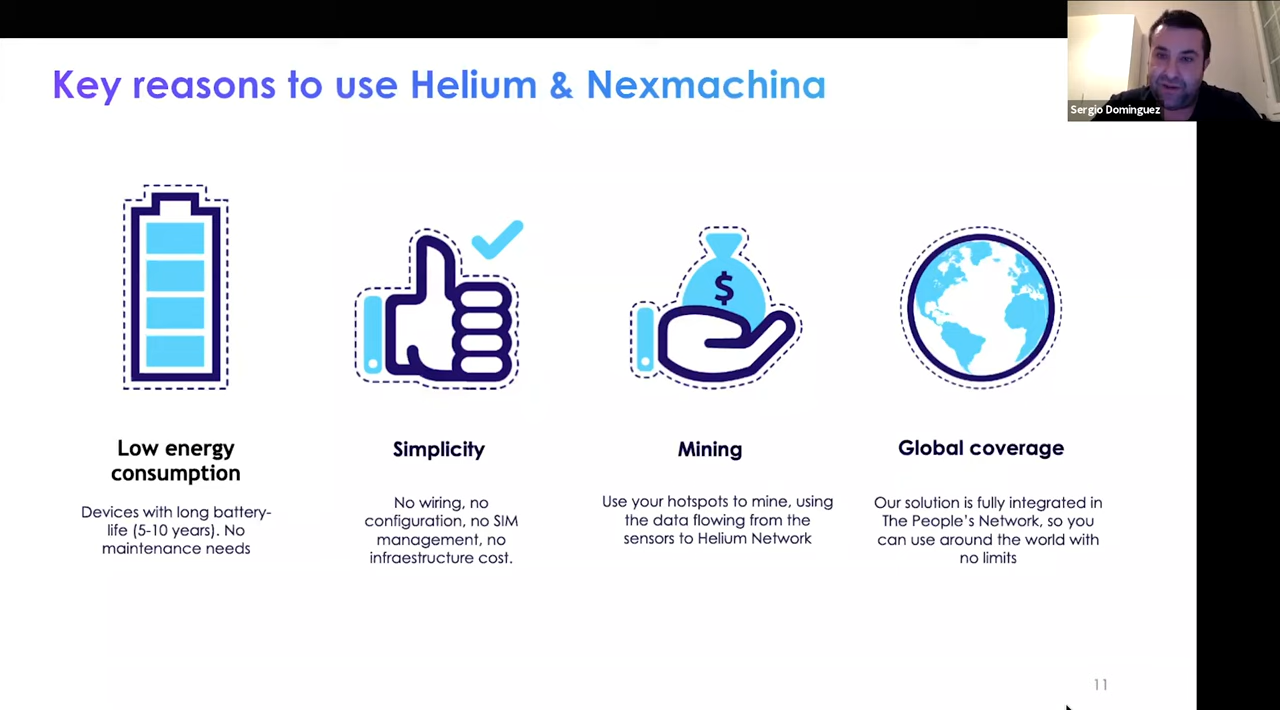 Key reasons to use Helium & Nexmachina
Sergio Dominguez
$
Low energy
consumption
Devices with long battery-
life (5-10 years). No
maintenance needs
Simplicity
No wiring, no
configuration, no SIM
management, no
infraestructure cost.
Mining
Use your hotspots to mine, using
the data flowing from the
sensors to Helium Network
Global coverage
Our solution is fully integrated in
The People's Network, so you
can use around the world with
no limits
11